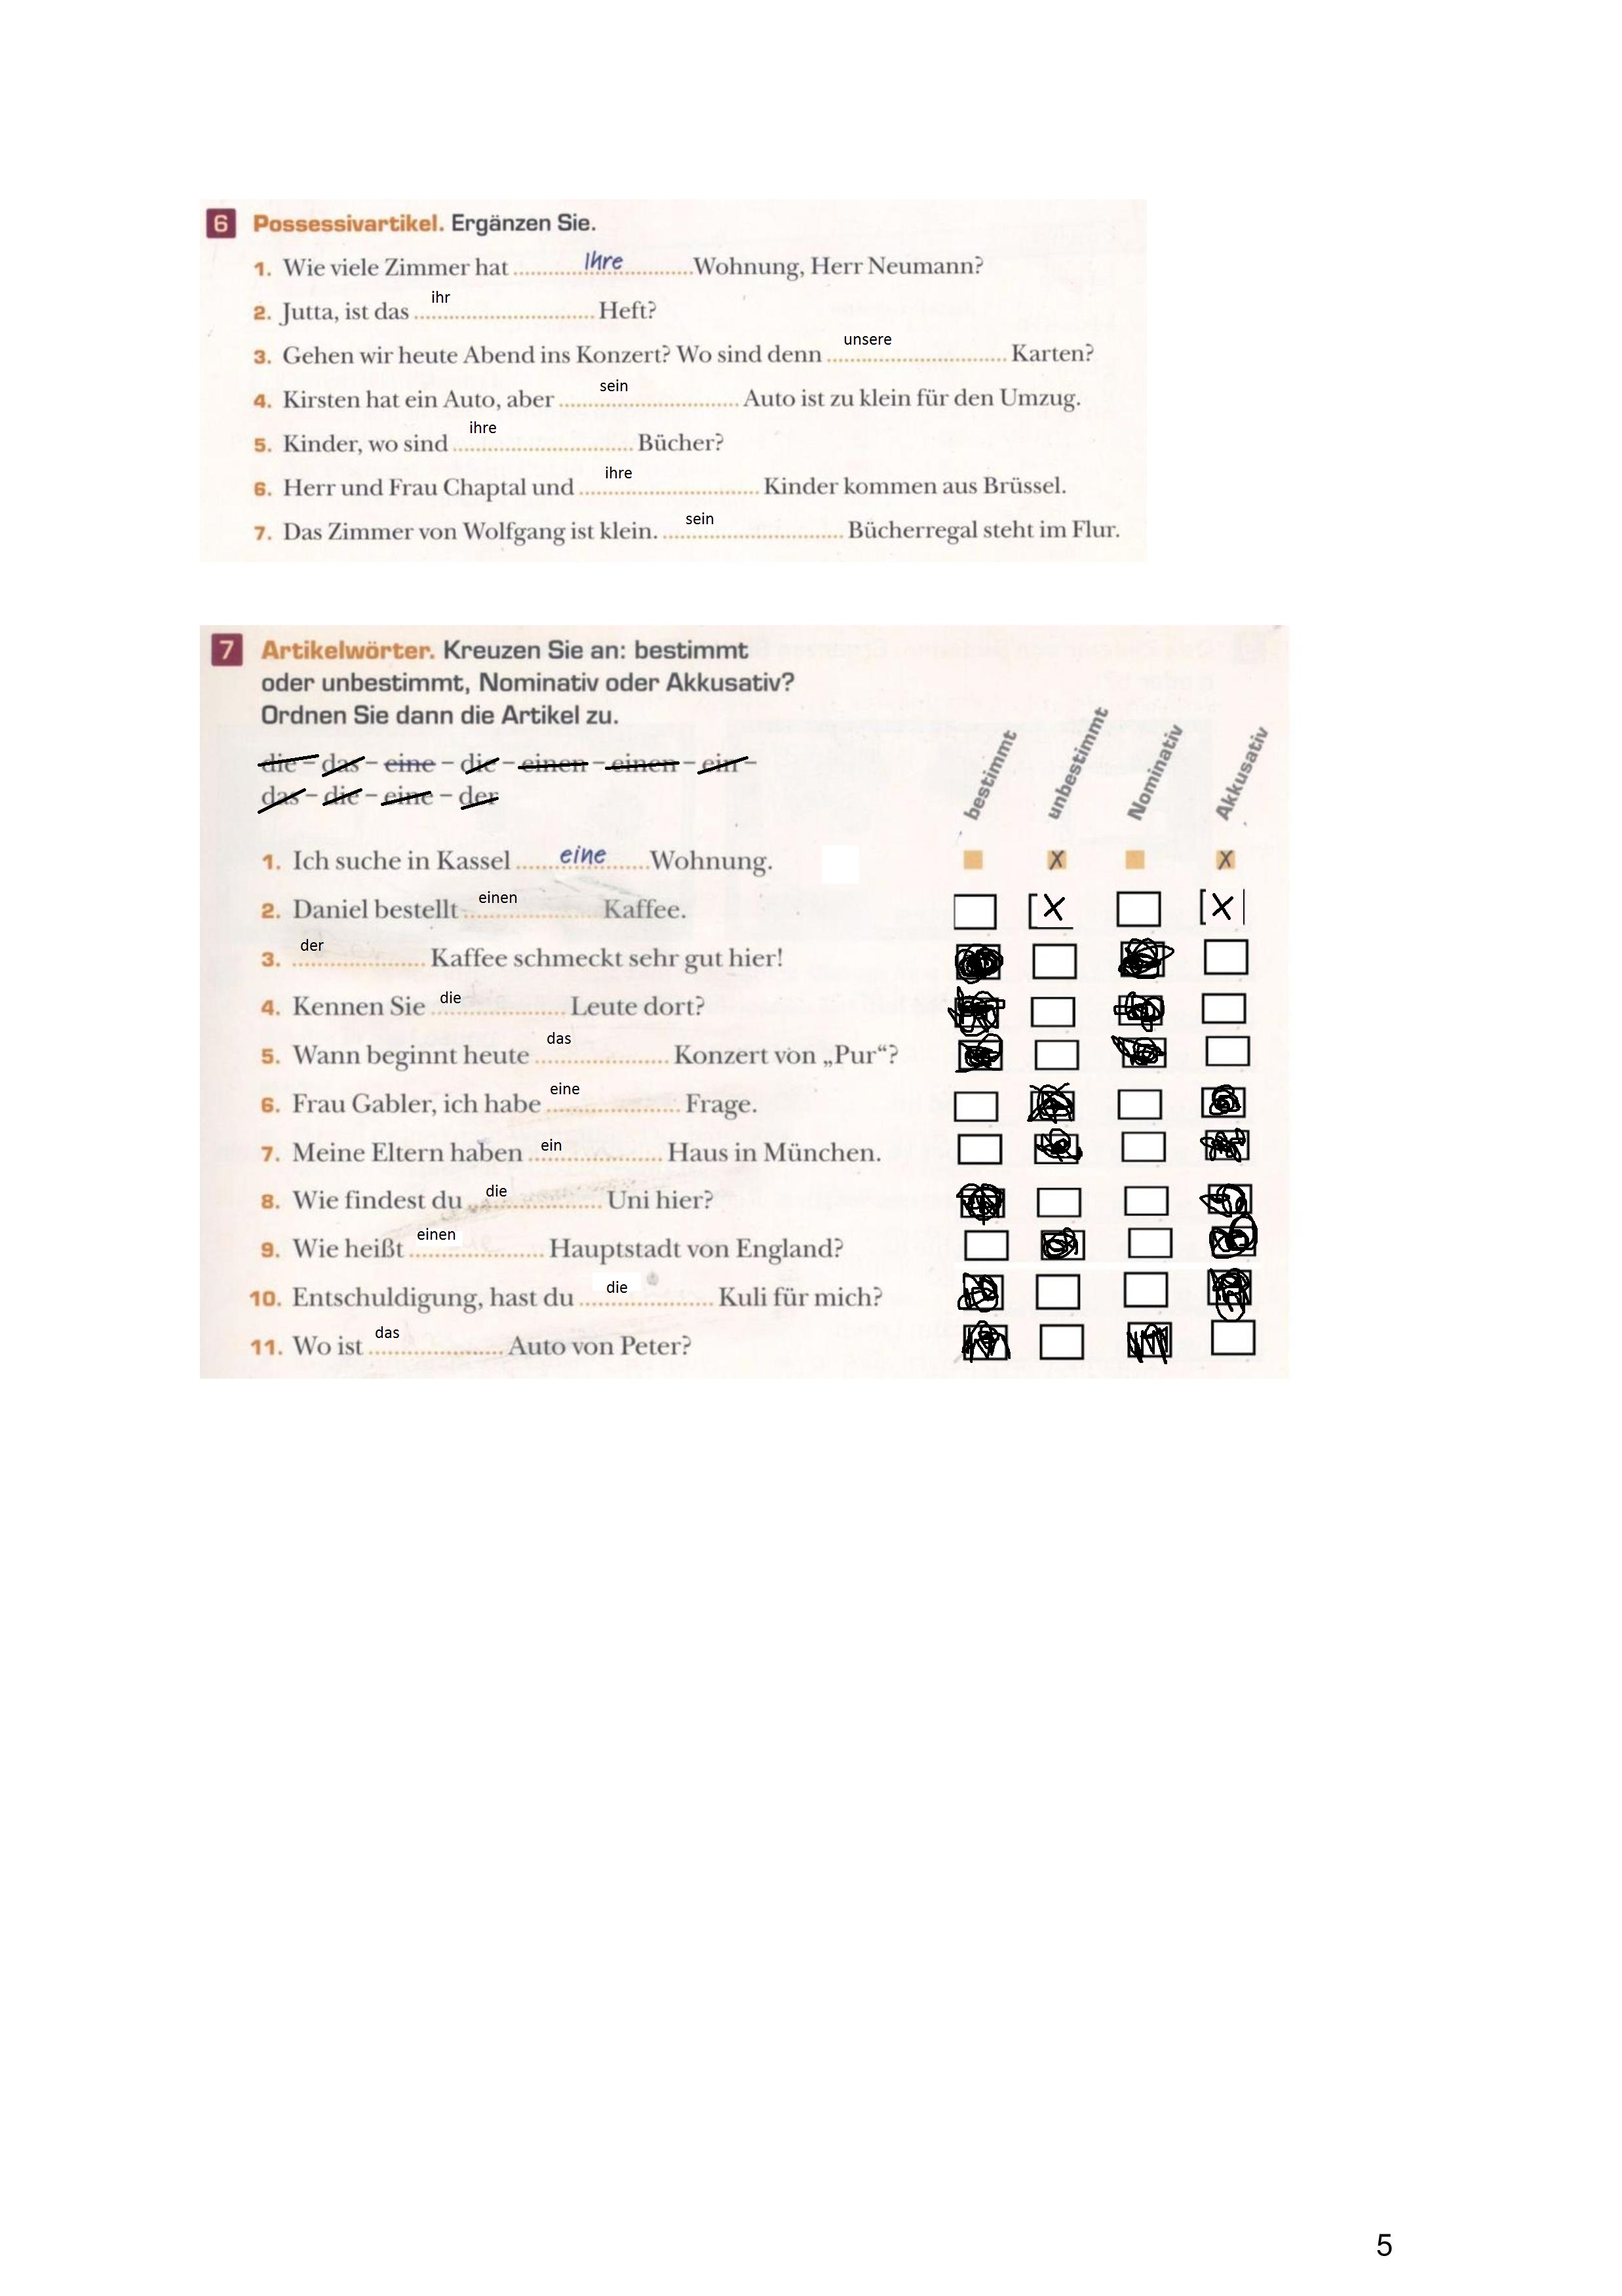 6 Possessivartikel. Ergänzen Sie.
1. Wie viele Zimmer hat Ihre Wohnung, Herr Neumann?
2. Jutta, ist das ihr Heft?
3. Gehen wir heute Abend ins Konzert? Wo sind denn unsere Karten?
4. Kirsten hat ein Auto, aber sein Auto ist zu klein für den Umzug.
5. Kinder, wo sind ihre Bücher?
6. Herr und Frau Chaptal und ihre Kinder kommen aus Brüssel.
7. Das Zimmer von Wolfgang ist klein. sein Bücherregal steht im Flur.
7 Artikelwörter. Kreuzen Sie an: bestimmt
oder unbestimmt, Nominativ oder Akkusativ?
Ordnen Sie dann die Artikel zu.
die – das – eine – die – einen – einen – ein –
das – die – eine – der
bestimmt unbestimmt Nominativ Akkusativ
1. Ich suche in Kassel eine Wohnung. X X
2. Daniel bestellt einen Kaffee. X X
3. der Kaffee schmeckt sehr gut hier!
4. Kennen Sie die Leute dort?
5. Wann beginnt heute das Konzert von „Pur“?
6. Frau Gabler, ich habe eine Frage.
7. Meine Eltern haben ein Haus in München.
8. Wie findest du die Uni hier?
9. Wie heißt einen Hauptstadt von England?
10. Entschuldigung, hast du die Kuli für mich?
11. Wo ist das Auto von Peter?
5